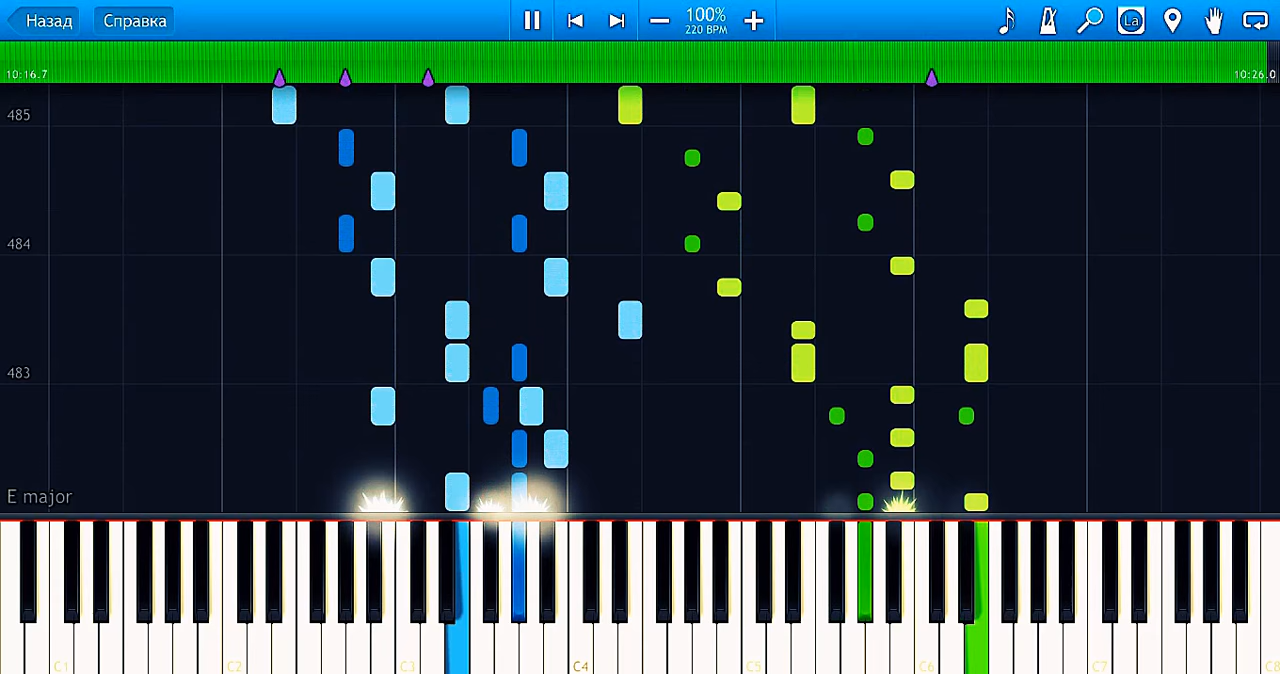 Назад
Справка
100%
220 BPM
La
10:16.7
10:26.0
485
484
483
E major
C1
C2
C3
C4
C5
C6
C7
C8